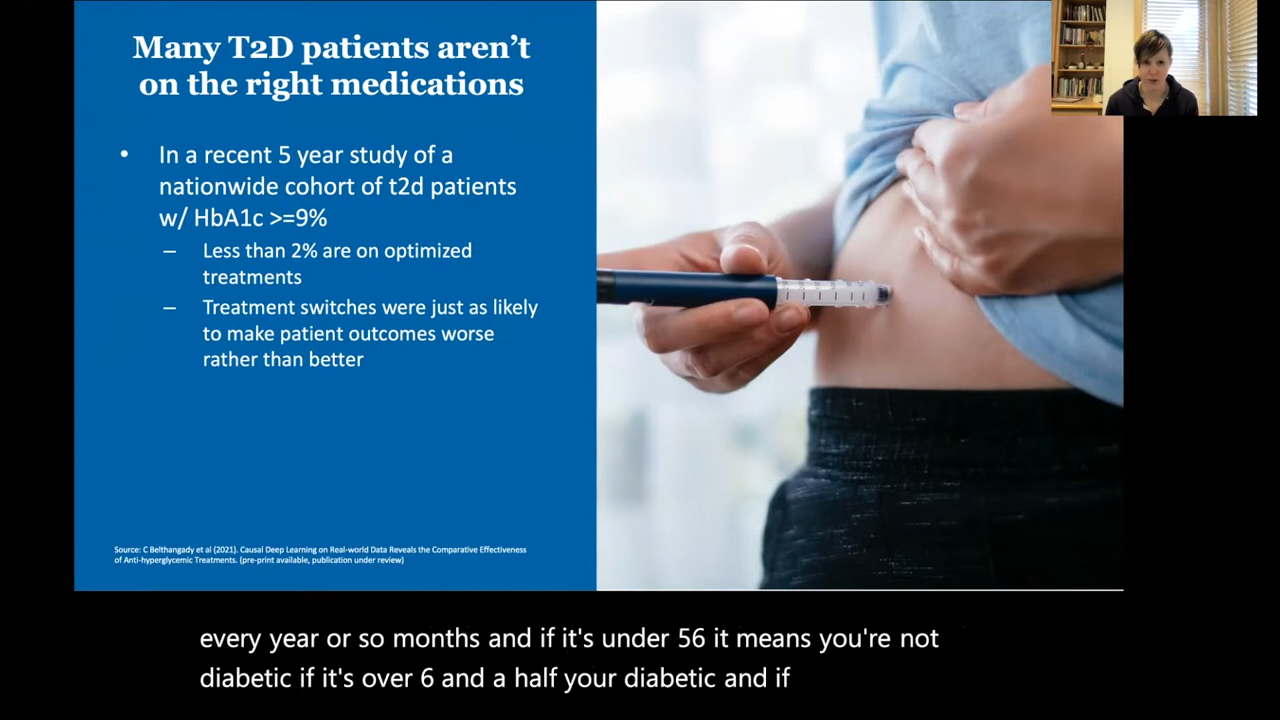 Many T2D patients aren't
on the right medications
• In a recent 5 year study of a
nationwide cohort of t2d patients
w/ HbA1c >=9%
– Less than 2% are on optimized
treatments
– Treatment switches were just as likely
to make patient outcomes worse
rather than better
Source: C Belthangady et al (2021). Causal Deep Learning on Real-world Data Reveals the Comparative Effectiveness
of Anti-hyperglycemic Treatments. (pre-print available, publication under review)
every year or so months and if it's under 56 it means you're not
diabetic if it's over 6 and a half your diabetic and if